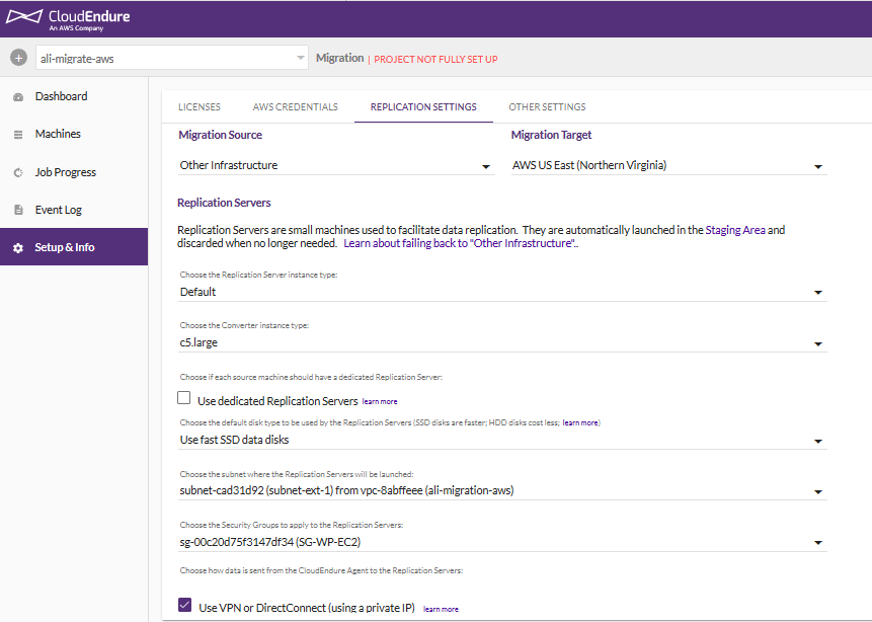 CloudEndure
An AWS Company
ali-migrate-aws
Migration | PROJECT NOT FULLY SET UP
Dashboard
Machines
Job Progress
Event Log
Setup & Info
LICENSES AWS CREDENTIALS REPLICATION SETTINGS OTHER SETTINGS
Migration Source Migration Target
Other Infrastructure AWS US East (Northern Virginia)
Replication Servers
Replication Servers are small machines used to facilitate data replication. They are automatically launched in the Staging Area and
discarded when no longer needed. Learn about failing back to "Other Infrastructure"..
Choose the Replication Server instance type:
Default
Choose the Converter instance type:
c5.large
Choose if each source machine should have a dedicated Replication Server:
Use dedicated Replication Servers learn more
Choose the default disk type to be used by the Replication Servers (SSD disks are faster; HDD disks cost less; learn more)
Use fast SSD data disks
Choose the subnet where the Replication Servers will be launched:
subnet-cad31d92 (subnet-ext-1) from vpc-8abffeee (ali-migration-aws)
Choose the Security Groups to apply to the Replication Servers:
sg-00c20d75f3147df34 (SG-WP-EC2)
Choose how data is sent from the CloudEndure Agent to the Replication Servers:
Use VPN or DirectConnect (using a private IP) learn more